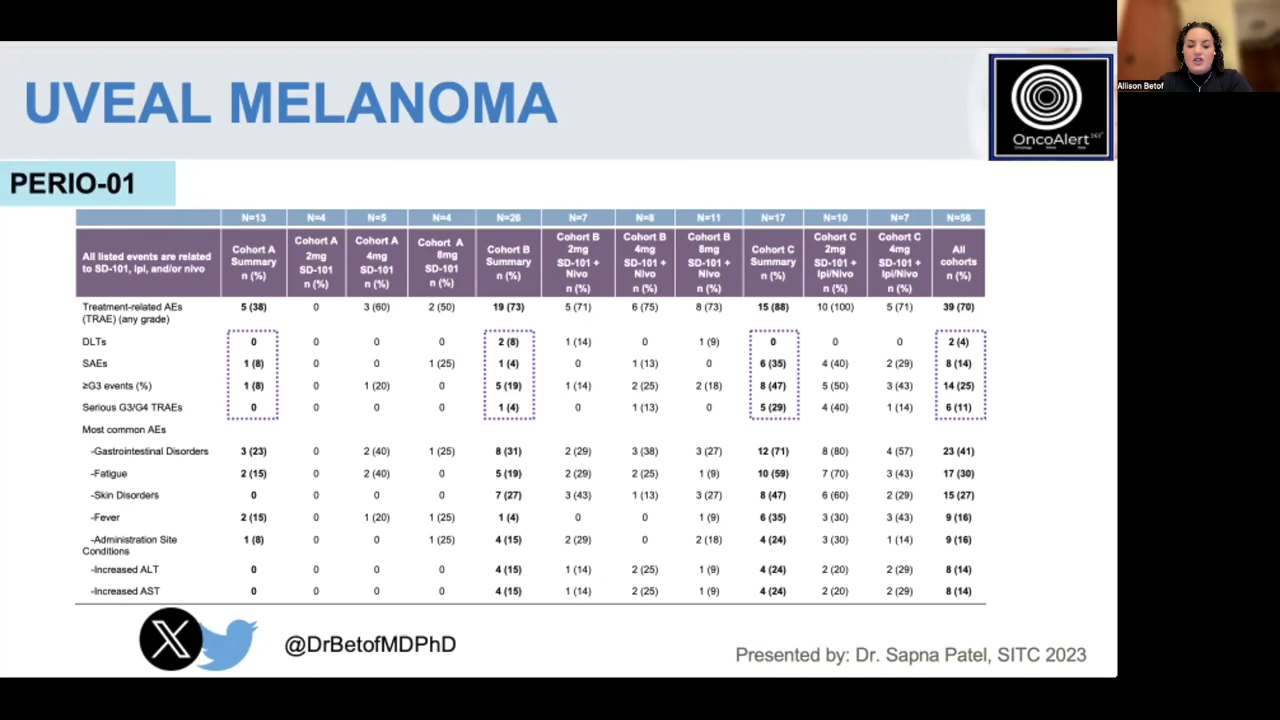 UVEAL MELANOMA
OncoAlert
Allison Betof
PERIO-01
N=13 N=4 N=5 N=4 N=26 N=7 N=8 N=11 N=17 N=10 N=7 N=56
All listed events are related to SD-101, ipi, and/or nivo | Cohort A Summary n (%) | Cohort A 2mg SD-101 n (%) | Cohort A 4mg SD-101 n (%) | Cohort A 8mg SD-101 n (%) | Cohort B Summary n (%) | Cohort B 2mg SD-101 + Nivo n (%) | Cohort B 4mg SD-101 + Nivo n (%) | Cohort B 8mg SD-101 + Nivo n (%) | Cohort C Summary n (%) | Cohort C 2mg SD-101 + Ipi/Nivo n (%) | Cohort C 4mg SD-101 + Ipi/Nivo n (%) | All cohorts n (%)
Treatment-related AEs (TRAE) (any grade) 5 (38) 0 3 (60) 2 (50) 19 (73) 5 (71) 6 (75) 8 (73) 15 (88) 10 (100) 5 (71) 39 (70)
DLTs 0 0 0 0 2 (8) 1 (14) 0 1 (9) 0 0 0 2 (4)
SAEs 1 (8) 0 0 1 (25) 1 (4) 0 1 (13) 0 6 (35) 4 (40) 2 (29) 8 (14)
≥G3 events (%) 1 (8) 0 1 (20) 0 5 (19) 1 (14) 2 (25) 2 (18) 8 (47) 5 (50) 3 (43) 14 (25)
Serious G3/G4 TRAEs 0 0 0 0 1 (4) 0 1 (13) 0 5 (29) 4 (40) 1 (14) 6 (11)
Most common AEs
-Gastrointestinal Disorders 3 (23) 0 2 (40) 1 (25) 8 (31) 2 (29) 3 (38) 3 (27) 12 (71) 8 (80) 4 (57) 23 (41)
-Fatigue 2 (15) 0 2 (40) 0 5 (19) 2 (29) 2 (25) 1 (9) 10 (59) 7 (70) 3 (43) 17 (30)
-Skin Disorders 0 0 0 0 7 (27) 3 (43) 1 (13) 3 (27) 8 (47) 6 (60) 2 (29) 15 (27)
-Fever 2 (15) 0 1 (20) 1 (25) 1 (4) 0 0 1 (9) 6 (35) 3 (30) 3 (43) 9 (16)
-Administration Site Conditions 1 (8) 0 0 1 (25) 4 (15) 2 (29) 0 2 (18) 4 (24) 3 (30) 1 (14) 9 (16)
-Increased ALT 0 0 0 0 4 (15) 1 (14) 2 (25) 1 (9) 4 (24) 2 (20) 2 (29) 8 (14)
-Increased AST 0 0 0 0 4 (15) 1 (14) 2 (25) 1 (9) 4 (24) 2 (20) 2 (29) 8 (14)
@DrBetofMDPhD
Presented by: Dr. Sapna Patel, SITC 2023